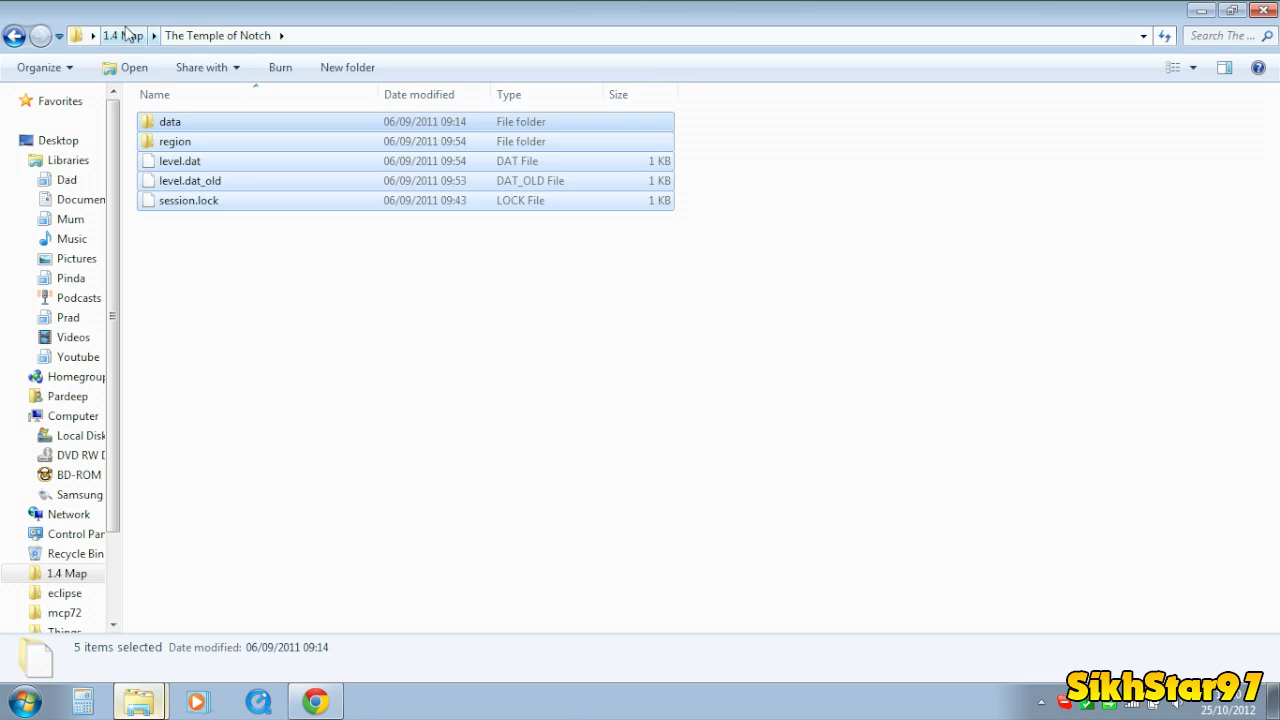 1.4 Map The Temple of Notch Search The ...
Organize Open Share with Burn New folder
Name Date modified Type Size
Favorites
Desktop
Libraries
Dad
Documen
Mum
Music
Pictures
Pinda
Podcasts
Prad
Videos
Youtube
Homegroup
Pardeep
Computer
Local Disk
DVD RW D
BD-ROM
Samsung
Network
Control Pan
Recycle Bin
1.4 Map
eclipse
mcp72
Things
data 06/09/2011 09:14 File folder
region 06/09/2011 09:54 File folder
level.dat 06/09/2011 09:54 DAT File 1 KB
level.dat_old 06/09/2011 09:53 DAT_OLD File 1 KB
session.lock 06/09/2011 09:43 LOCK File 1 KB
5 items selected Date modified: 06/09/2011 09:14
SikhStar97
25/10/2012